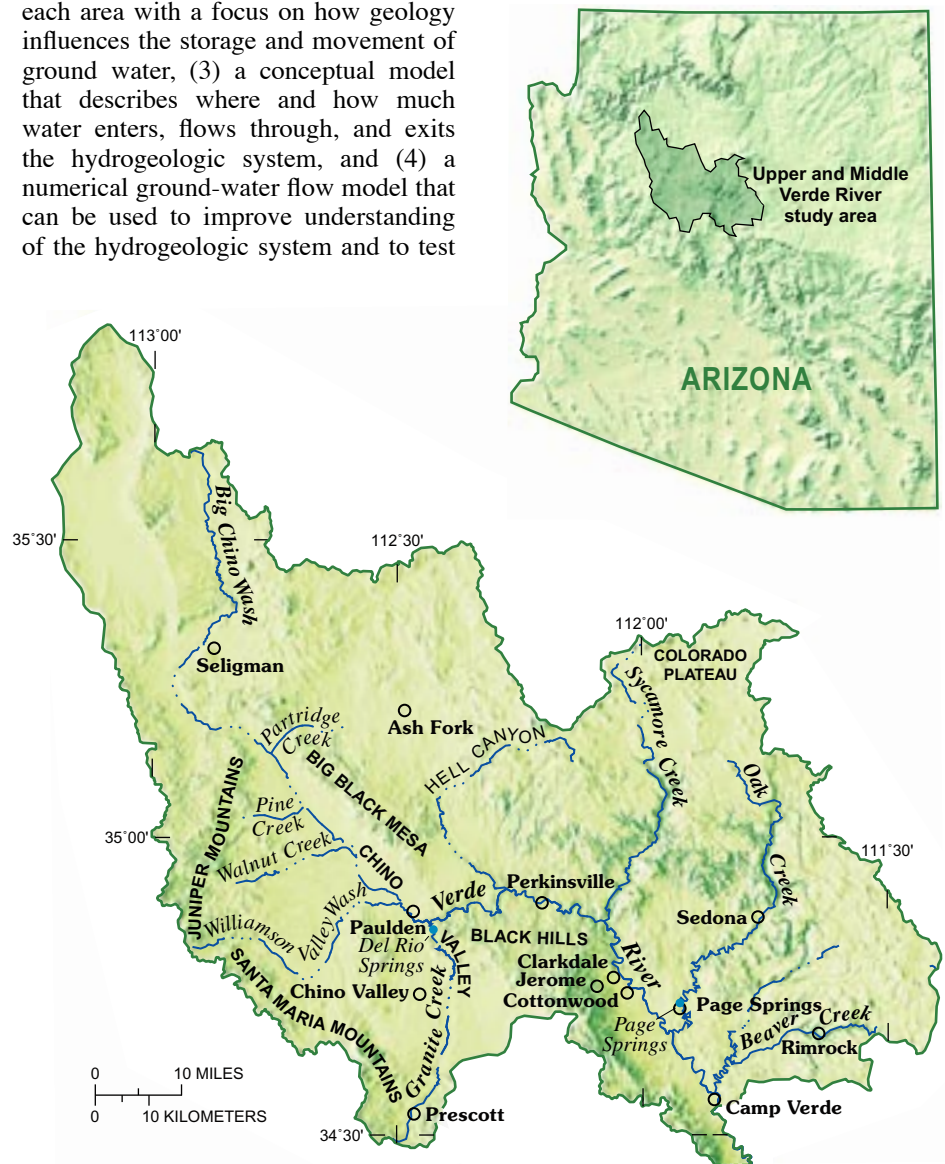 each area with a focus on how geology
influences the storage and movement of
ground water, (3) a conceptual model
that describes where and how much
water enters, flows through, and exits
the hydrogeologic system, and (4) a
numerical ground-water flow model that
can be used to improve understanding
of the hydrogeologic system and to test
Upper and Middle
Verde River
study area
ARIZONA
113°00'
Big Chino Wash
35°30'
112°30'
Seligman
112°00'
COLORADO
PLATEAU
Sycamore Creek
Partridge
Creek
Ash Fork
HELL CANYON
BIG BLACK MESA
Oak
Creek
JUNIPER MOUNTAINS
Pine
Creek
35°00'
111°30'
Walnut Creek
CHINO
VALLEY
Verde
River
Perkinsville
Williamson
Valley Wash
Paulden
Del Rio
Springs
BLACK HILLS
Sedona
Clarkdale
Jerome
Cottonwood
SANTA MARIA MOUNTAINS
Chino Valley
Granite Creek
Page Springs
Page
Springs
Beaver Creek
Rimrock
0 10 MILES
0 10 KILOMETERS
Prescott
Camp Verde
34°30'